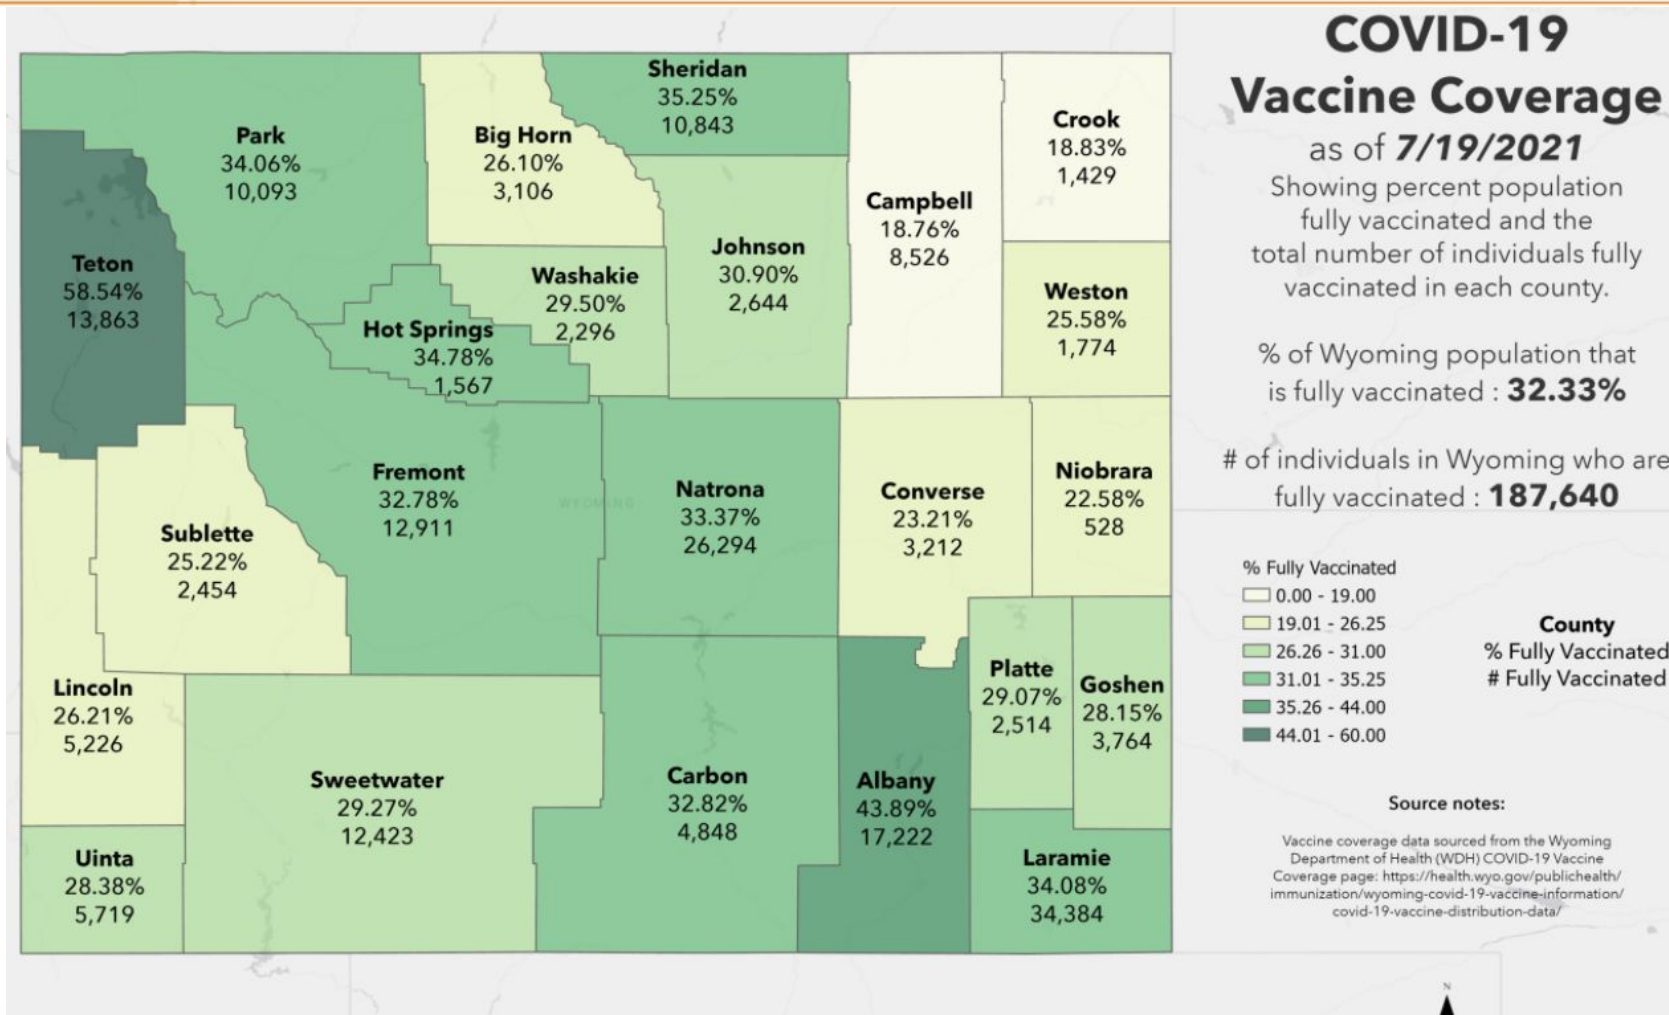 COVID-19
Vaccine Coverage
as of 7/19/2021
Showing percent population
fully vaccinated and the
total number of individuals fully
vaccinated in each county.
% of Wyoming population that
is fully vaccinated : 32.33%
# of individuals in Wyoming who are
fully vaccinated : 187,640
% Fully Vaccinated
0.00 - 19.00
19.01 - 26.25
26.26 - 31.00
31.01 - 35.25
35.26 - 44.00
44.01 - 60.00
County
% Fully Vaccinated
# Fully Vaccinated
Source notes:
Vaccine coverage data sourced from the Wyoming
Department of Health (WDH) COVID-19 Vaccine
Coverage page: https://health.wyo.gov/publichealth/
immunization/wyoming-covid-19-vaccine-information/
covid-19-vaccine-distribution-data/
N
Park
34.06%
10,093
Big Horn
26.10%
3,106
Sheridan
35.25%
10,843
Campbell
18.76%
8,526
Crook
18.83%
1,429
Teton
58.54%
13,863
Washakie
29.50%
2,296
Johnson
30.90%
2,644
Weston
25.58%
1,774
Hot Springs
34.78%
1,567
Fremont
32.78%
12,911
WYOMING
Natrona
33.37%
26,294
Converse
23.21%
3,212
Niobrara
22.58%
528
Sublette
25.22%
2,454
Lincoln
26.21%
5,226
Platte
29.07%
2,514
Goshen
28.15%
3,764
Sweetwater
29.27%
12,423
Carbon
32.82%
4,848
Albany
43.89%
17,222
Uinta
28.38%
5,719
Laramie
34.08%
34,384